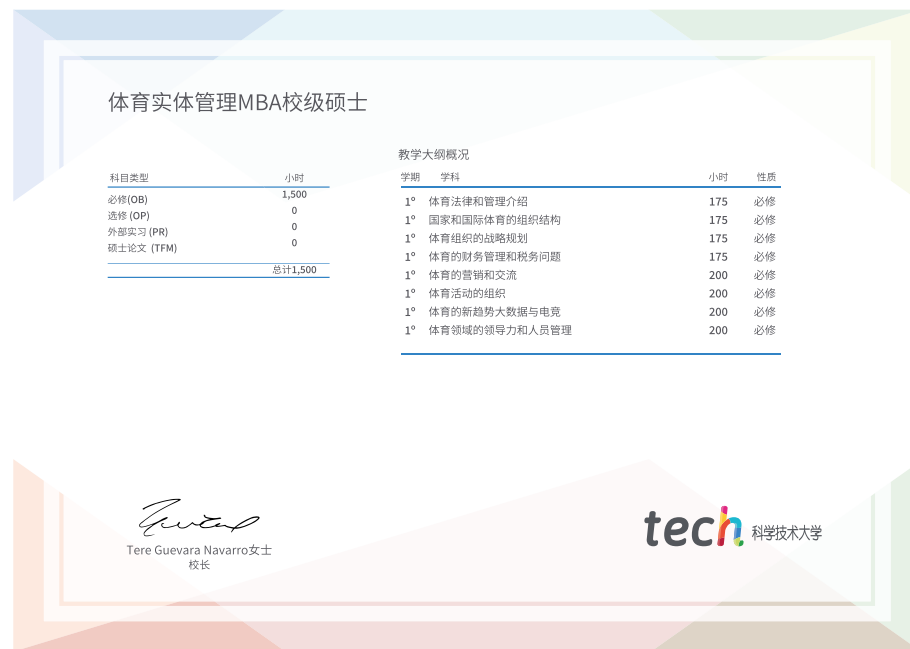 体育实体管理MBA校级硕士
科目类型 小时
必修(OB) 1,500
选修 (OP) 0
外部实习 (PR) 0
硕士论文 (TFM) 0
总计1,500
教学大纲概况
学期 学科 小时 性质
1º 体育法律和管理介绍 175 必修
1º 国家和国际体育的组织结构 175 必修
1º 体育组织的战略规划 175 必修
1º 体育的财务管理和税务问题 175 必修
1º 体育的营销和交流 200 必修
1º 体育活动的组织 200 必修
1º 体育的新趋势大数据与电竞 200 必修
1º 体育领域的领导力和人员管理 200 必修
Tere Guevara Navarro女士
校长
tech 科学技术大学